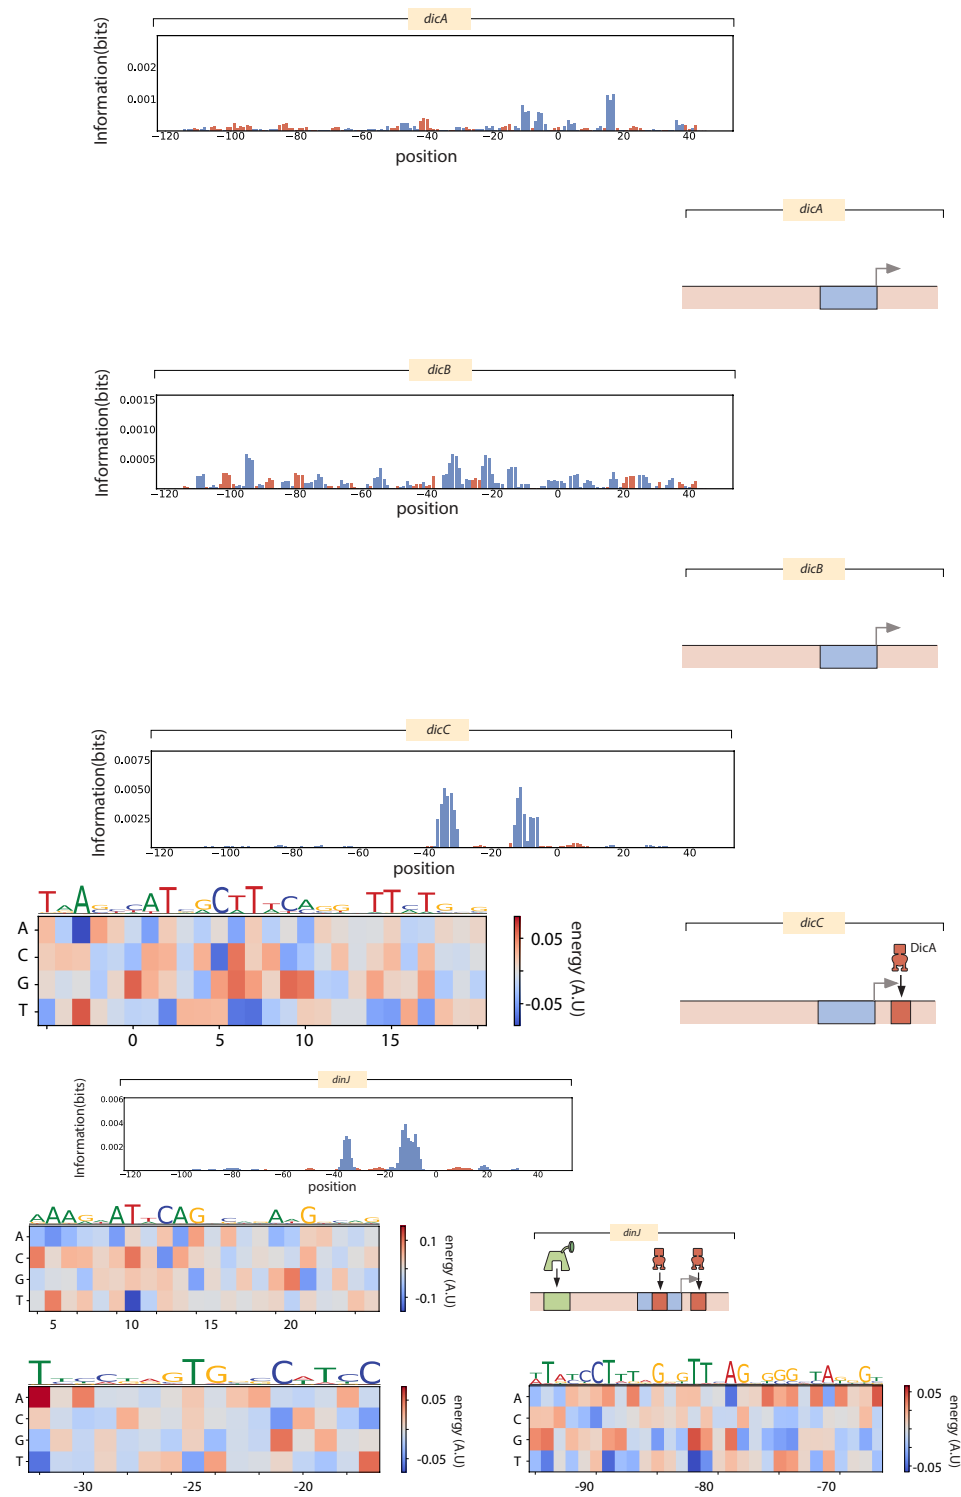 dicA
Information(bits)
0.002
0.001
−120 −100 −80 −60 −40 −20 0 20 40
position
dicA
dicB
Information(bits)
0.0015
0.0010
0.0005
−120 −100 −80 −60 −40 −20 0 20 40
position
dicB
dicC
Information(bits)
0.0075
0.0050
0.0025
−120 −100 −80 −60 −40 −20 0 20 40
position
A
C
G
T
0 5 10 15
0.05
-0.05
energy (A.U)
dicC
DicA
dinJ
Information(bits)
0.006
0.004
0.002
−120 −100 −80 −60 −40 −20 0 20 40
position
A
C
G
T
5 10 15 20
0.1
-0.1
energy (A.U)
dinJ
A
C
G
T
-30 -20
0.05
-0.05
energy (A.U)
A
C
G
T
-90 -80 -70
0.05
-0.05
energy (A.U)